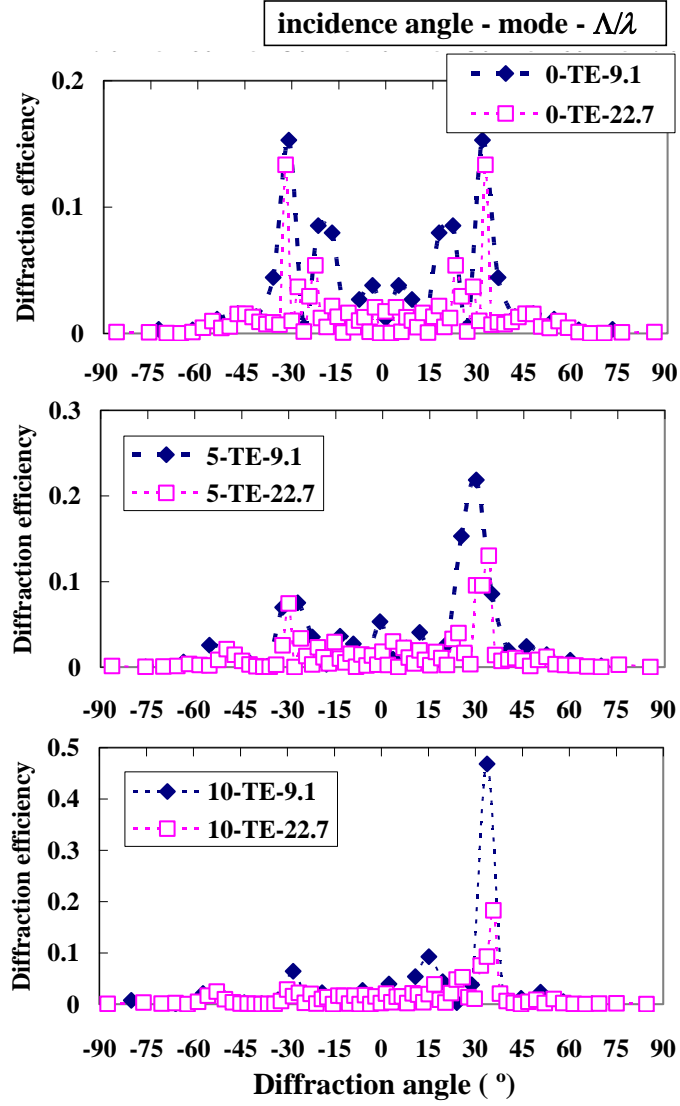 incidence angle - mode - Λ/λ
0-TE-9.1
0-TE-22.7
Diffraction efficiency
0.2
0.1
0
-90 -75 -60 -45 -30 -15 0 15 30 45 60 75 90
5-TE-9.1
5-TE-22.7
Diffraction efficiency
0.3
0.2
0.1
0
-90 -75 -60 -45 -30 -15 0 15 30 45 60 75 90
10-TE-9.1
10-TE-22.7
Diffraction efficiency
0.5
0.4
0.3
0.2
0.1
0
-90 -75 -60 -45 -30 -15 0 15 30 45 60 75 90
Diffraction angle ( º)